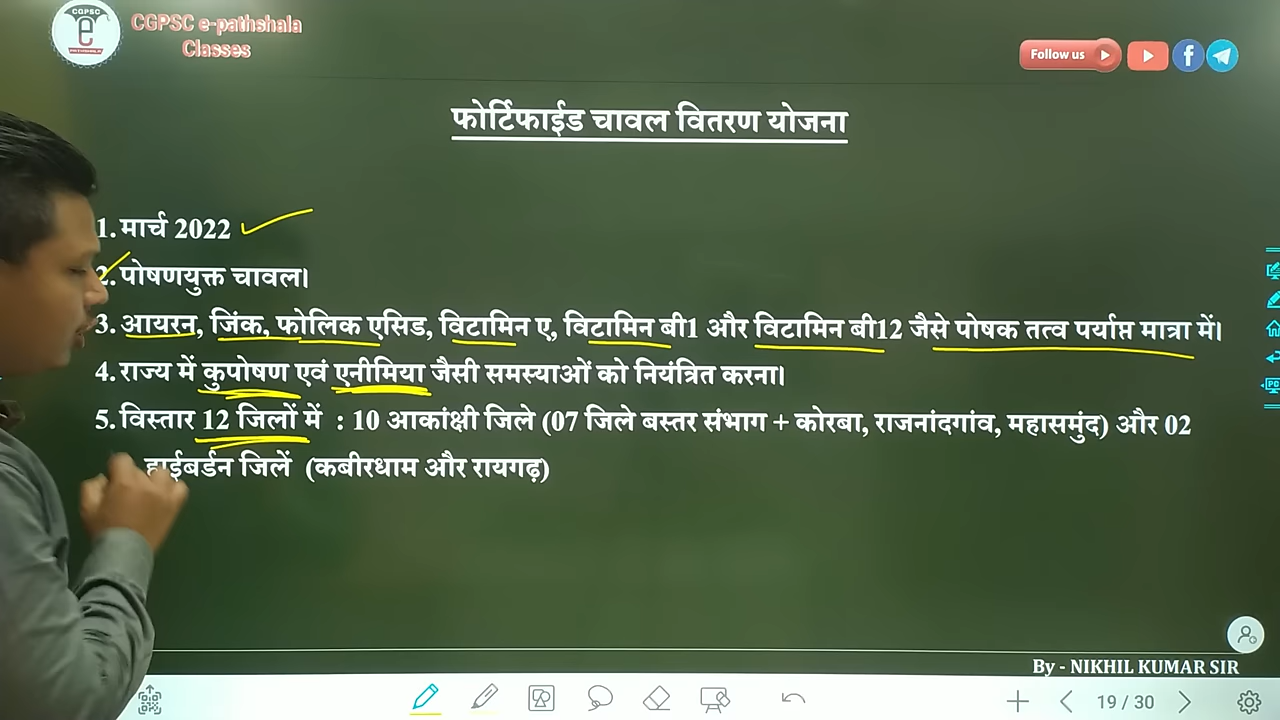 CGPSC
e
CGPSC e-pathshala
Classes
Follow us
फोर्टिफाईड चावल वितरण योजना
1. मार्च 2022
2. पोषणयुक्त चावल।
3. आयरन, जिंक, फोलिक एसिड, विटामिन ए, विटामिन बी1 और विटामिन बी12 जैसे पोषक तत्व पर्याप्त मात्रा में।
4. राज्य में कुपोषण एवं एनीमिया जैसी समस्याओं को नियंत्रित करना।
5. विस्तार 12 जिलों में : 10 आकांक्षी जिले (07 जिले बस्तर संभाग + कोरबा, राजनांदगांव, महासमुंद) और 02
हाईबर्डन जिलें (कबीरधाम और रायगढ़)
By - NIKHIL KUMAR SIR
19 / 30